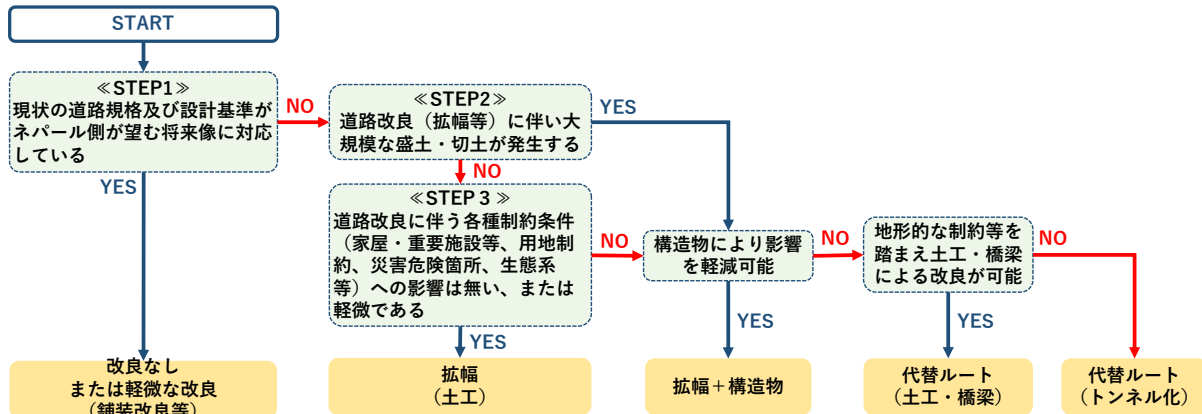 START
≪STEP1≫
現状の道路規格及び設計基準が
ネパール側が望む将来像に対応
している
NO
YES
≪STEP2≫
道路改良（拡幅等）に伴い大
規模な盛土・切土が発生する
YES
NO
≪STEP３≫
道路改良に伴う各種制約条件
（家屋・重要施設等、用地制
約、災害危険箇所、生態系
等）への影響は無い、または
軽微である
NO
YES
構造物により影響
を軽減可能
NO
YES
地形的な制約等を
踏まえ土工・橋梁
による改良が可能
NO
YES
改良なし
または軽微な改良
（舗装改良等）
拡幅
（土工）
拡幅＋構造物
代替ルート
（土工・橋梁）
代替ルート
（トンネル化）